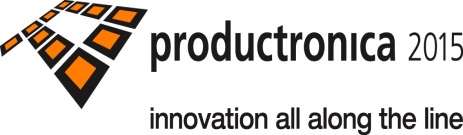 productronica 2015
innovation all along the line